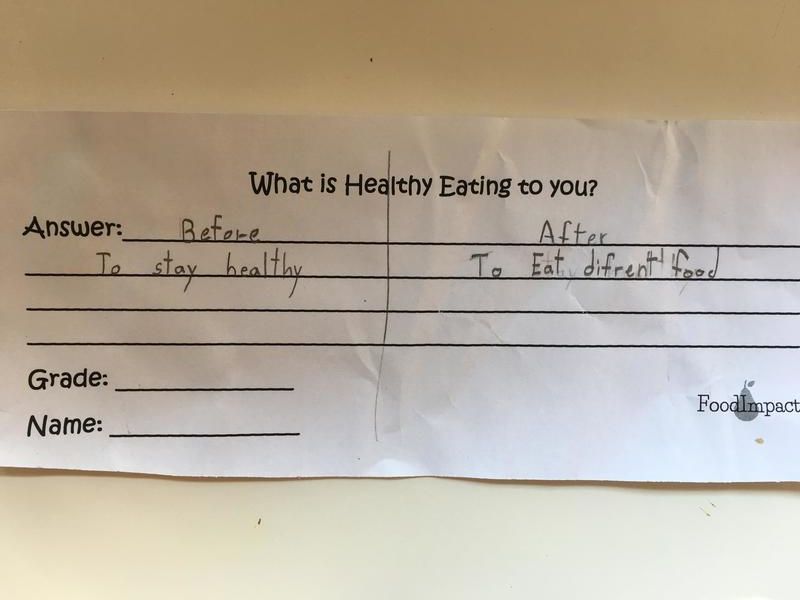 What is Healthy Eating to you?
Answer: Before After
To stay healthy To Eat difrent food
Grade:
Name:
FoodImpact